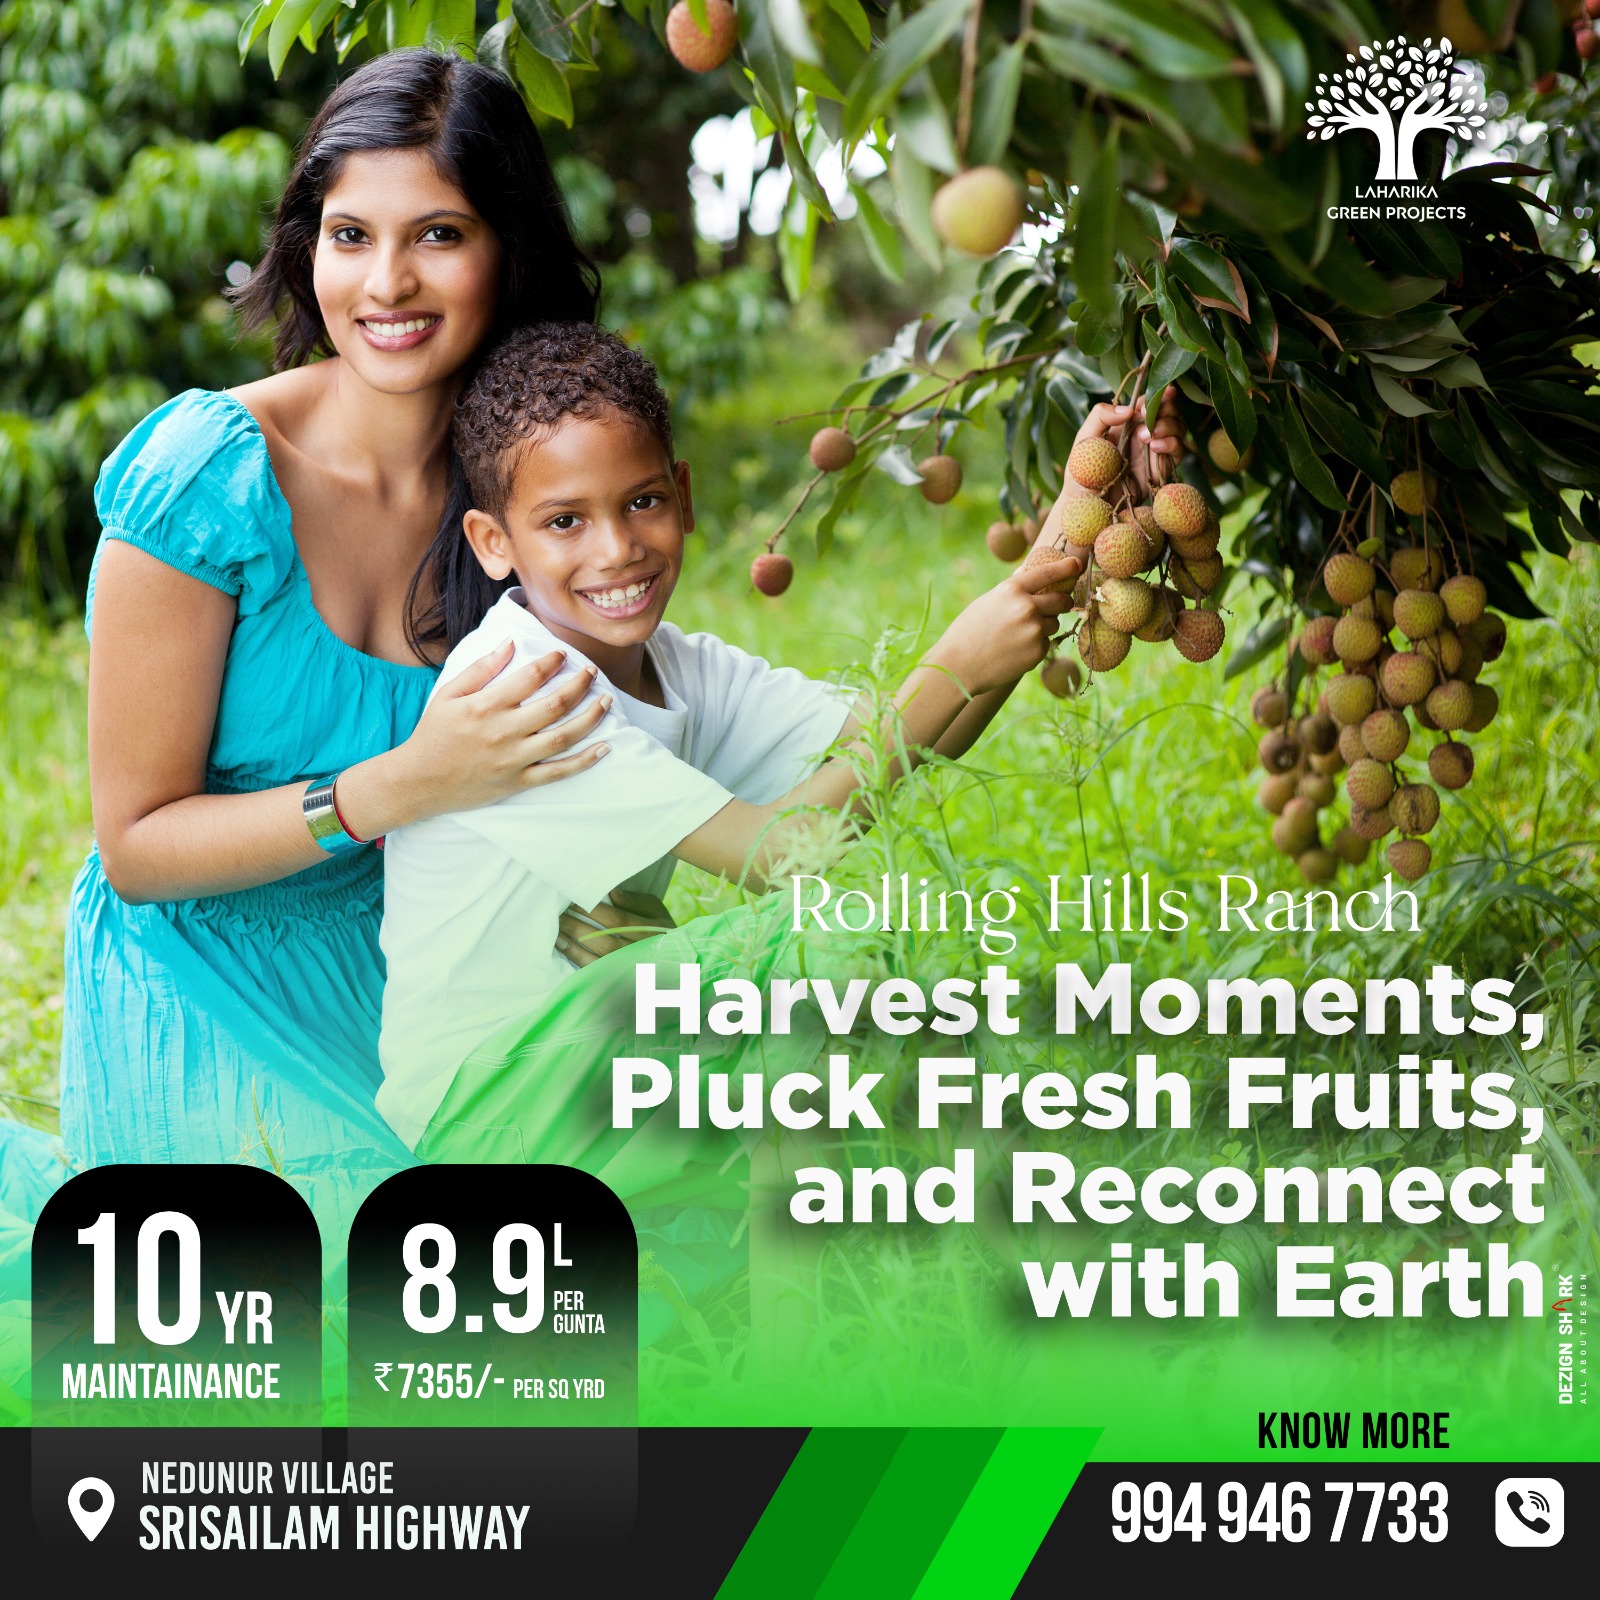 LAHARIKA
GREEN PROJECTS
Rolling Hills Ranch
Harvest Moments,
Pluck Fresh Fruits,
and Reconnect
with Earth
DEZIGN SHARK®
ALL ABOUT DESIGN
10 YR
MAINTAINANCE
8.9 L
PER
GUNTA
₹7355/- PER SQ YRD
KNOW MORE
994 946 7733
NEDUNUR VILLAGE
SRISAILAM HIGHWAY